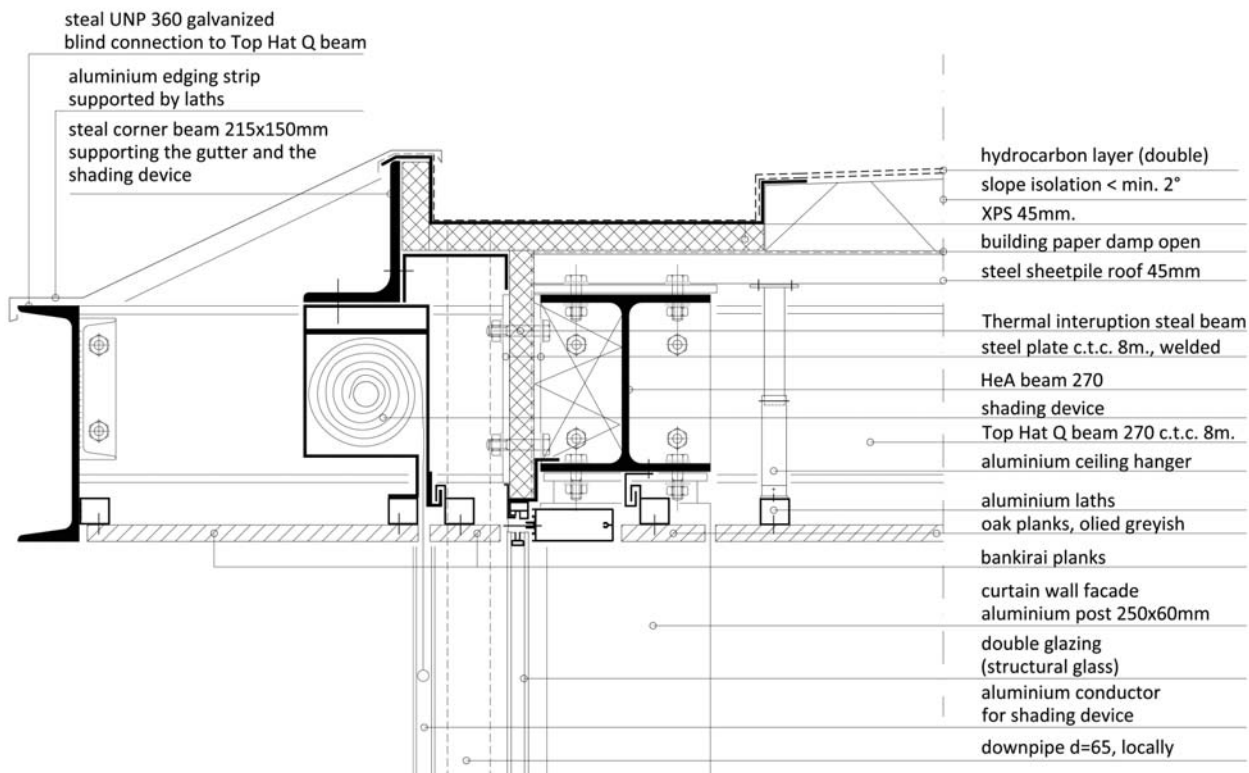 steal UNP 360 galvanized
blind connection to Top Hat Q beam
aluminium edging strip
supported by laths
steal corner beam 215x150mm
supporting the gutter and the
shading device
hydrocarbon layer (double)
slope isolation < min. 2°
XPS 45mm.
building paper damp open
steel sheetpile roof 45mm
Thermal interuption steal beam
steel plate c.t.c. 8m., welded
HeA beam 270
shading device
Top Hat Q beam 270 c.t.c. 8m.
aluminium ceiling hanger
aluminium laths
oak planks, olied greyish
bankirai planks
curtain wall facade
aluminium post 250x60mm
double glazing
(structural glass)
aluminium conductor
for shading device
downpipe d=65, locally